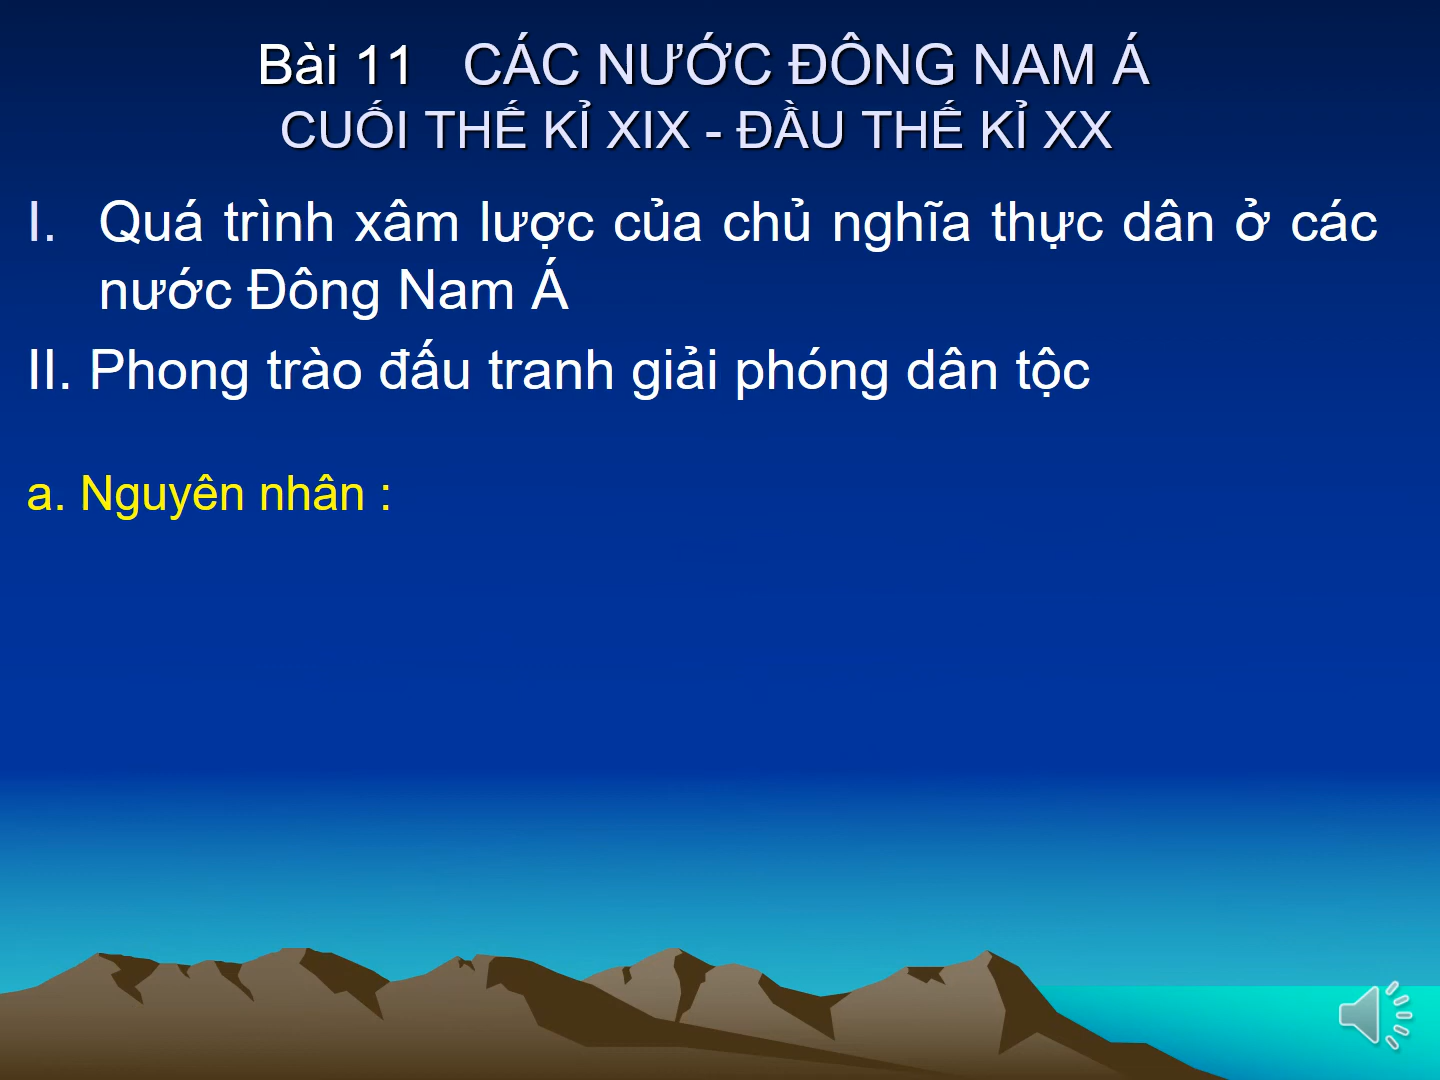 Bài 11 CÁC NƯỚC ĐÔNG NAM Á
CUỐI THẾ KỈ XIX - ĐẦU THẾ KỈ XX
I. Quá trình xâm lược của chủ nghĩa thực dân ở các
nước Đông Nam Á
II. Phong trào đấu tranh giải phóng dân tộc
a. Nguyên nhân :